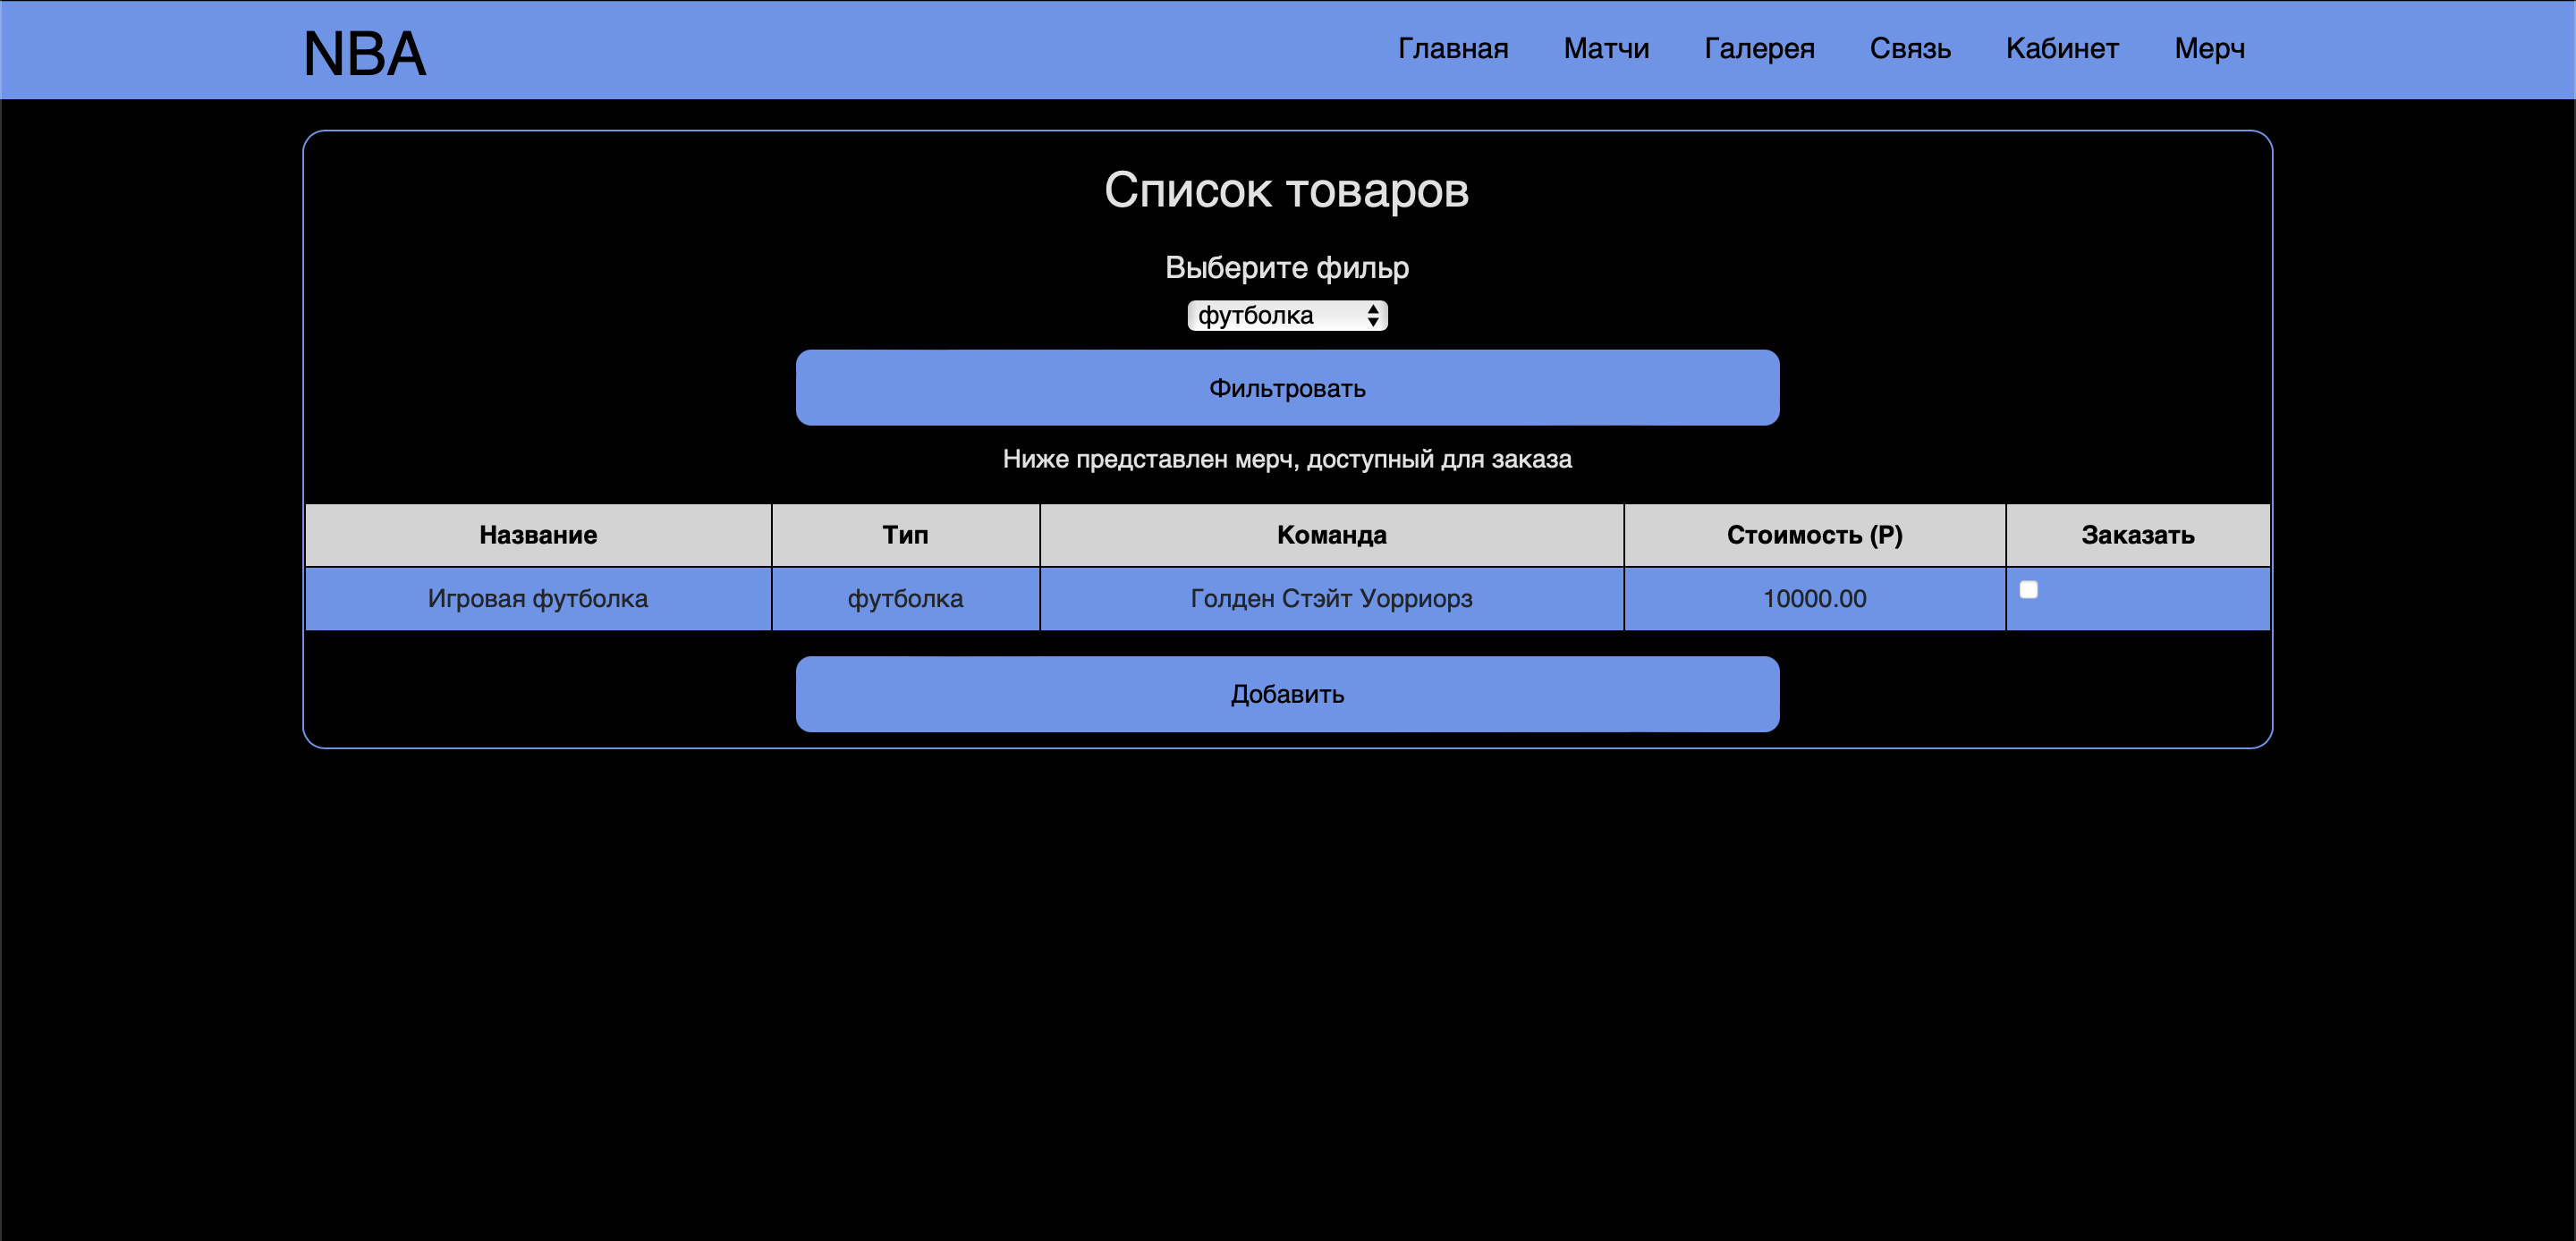 NBA
Главная Матчи Галерея Связь Кабинет Мерч
Список товаров
Выберите фильр
футболка
Фильтровать
Ниже представлен мерч, доступный для заказа
Название Тип Команда Стоимость (Р) Заказать
Игровая футболка футболка Голден Стэйт Уорриорз 10000.00
Добавить